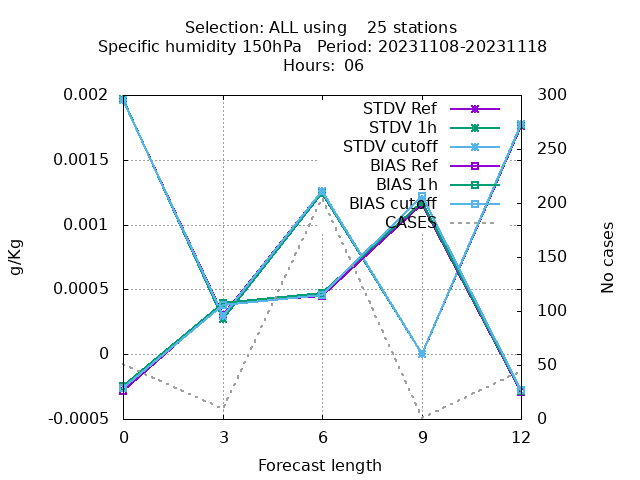 Selection: ALL using    25 stations
Specific humidity 150hPa   Period: 20231108-20231118
Hours:  06
0.002
0.0015
0.001
0.0005
0
-0.0005
g/Kg
STDV Ref
STDV 1h
STDV cutoff
BIAS Ref
BIAS 1h
BIAS cutoff
CASES
300
250
200
150
100
50
0
No cases
0 3 6 9 12
Forecast length